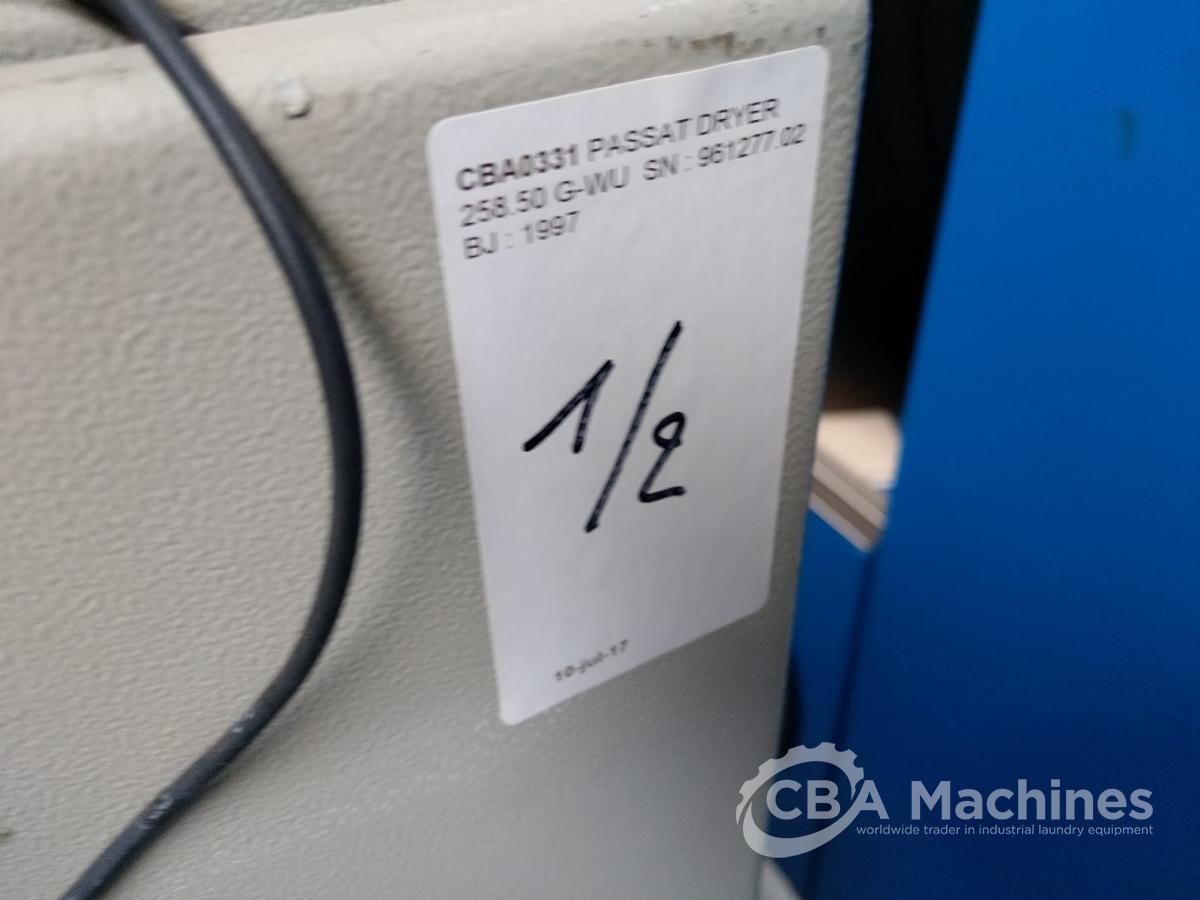 CBA0331 PASSAT DRYER
258.50 G-WU SN : 961277.02
BJ : 1997
1/2
10-jul-17
CBA Machines
worldwide trader in industrial laundry equipment